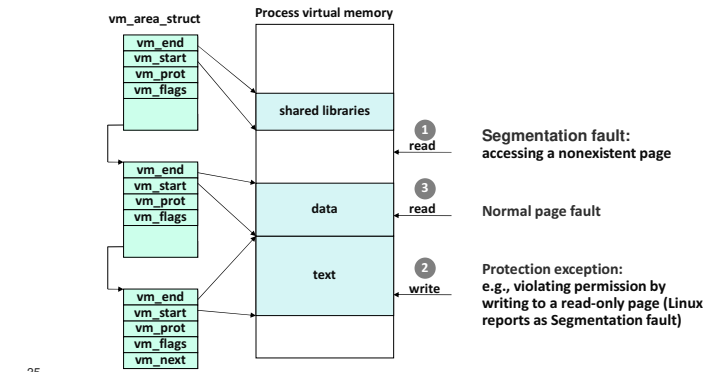 Process virtual memory
vm_area_struct
vm_end
vm_start
vm_prot
vm_flags
shared libraries
1
read
Segmentation fault:
accessing a nonexistent page
vm_end
vm_start
vm_prot
vm_flags
data
3
read
Normal page fault
text
2
write
Protection exception:
e.g., violating permission by
writing to a read-only page (Linux
reports as Segmentation fault)
vm_end
vm_start
vm_prot
vm_flags
vm_next